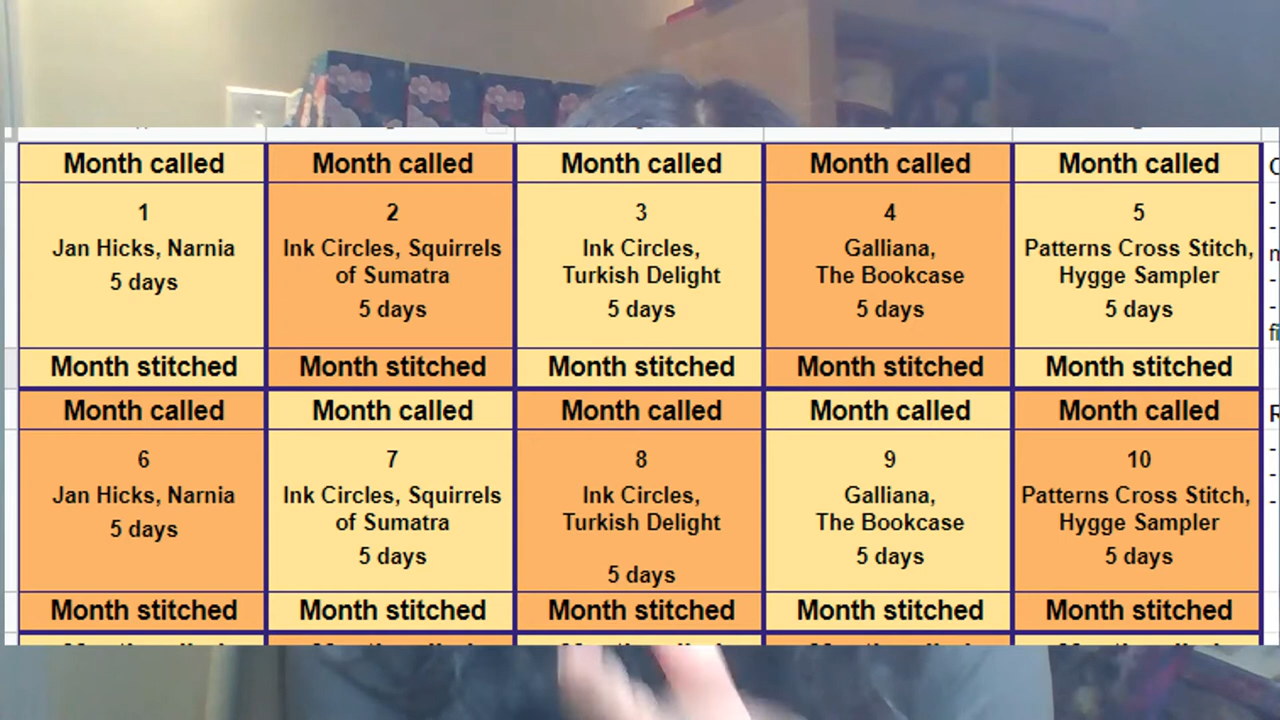 Month called
Month called
Month called
Month called
Month called
1
2
3
4
5
Jan Hicks, Narnia
5 days
Ink Circles, Squirrels
of Sumatra
5 days
Ink Circles,
Turkish Delight
5 days
Galliana,
The Bookcase
5 days
Patterns Cross Stitch,
Hygge Sampler
5 days
Month stitched
Month stitched
Month stitched
Month stitched
Month stitched
Month called
Month called
Month called
Month called
Month called
6
7
8
9
10
Jan Hicks, Narnia
5 days
Ink Circles, Squirrels
of Sumatra
5 days
Ink Circles,
Turkish Delight
5 days
Galliana,
The Bookcase
5 days
Patterns Cross Stitch,
Hygge Sampler
5 days
Month stitched
Month stitched
Month stitched
Month stitched
Month stitched